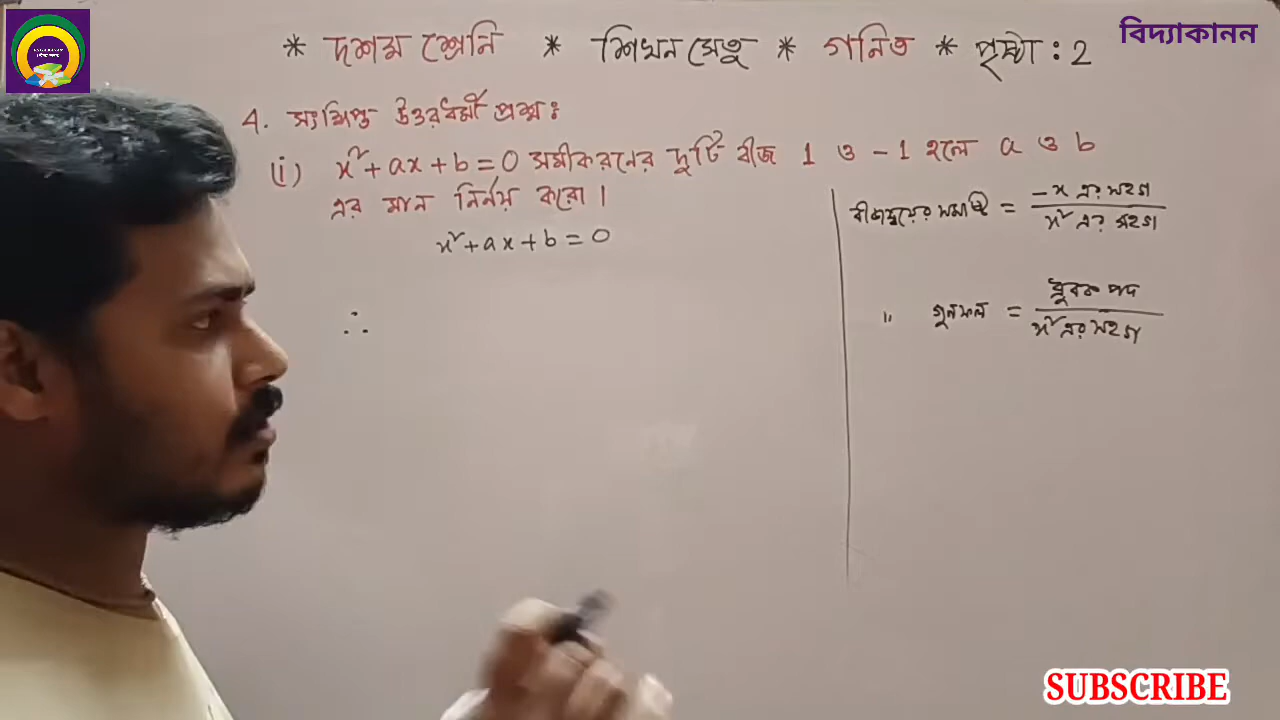 বিদ্যাকানন
* দশম শ্রেনি * শিখন সেতু * গনিত * পৃষ্ঠা : 2
4. সংক্ষিপ্ত উত্তরধর্মী প্রশ্ন :
(i) x²+ax+b=0 সমীকরনের দুটি বীজ 1 ও -1 হলে a ও b
এর মান নির্নয় করো।
x²+ax+b=0
∴
বীজদ্বয়ের সমষ্টি = -x এর সহগ / x² এর সহগ
" গুনফল = ধ্রুবক পদ / x² এর সহগ
SUBSCRIBE